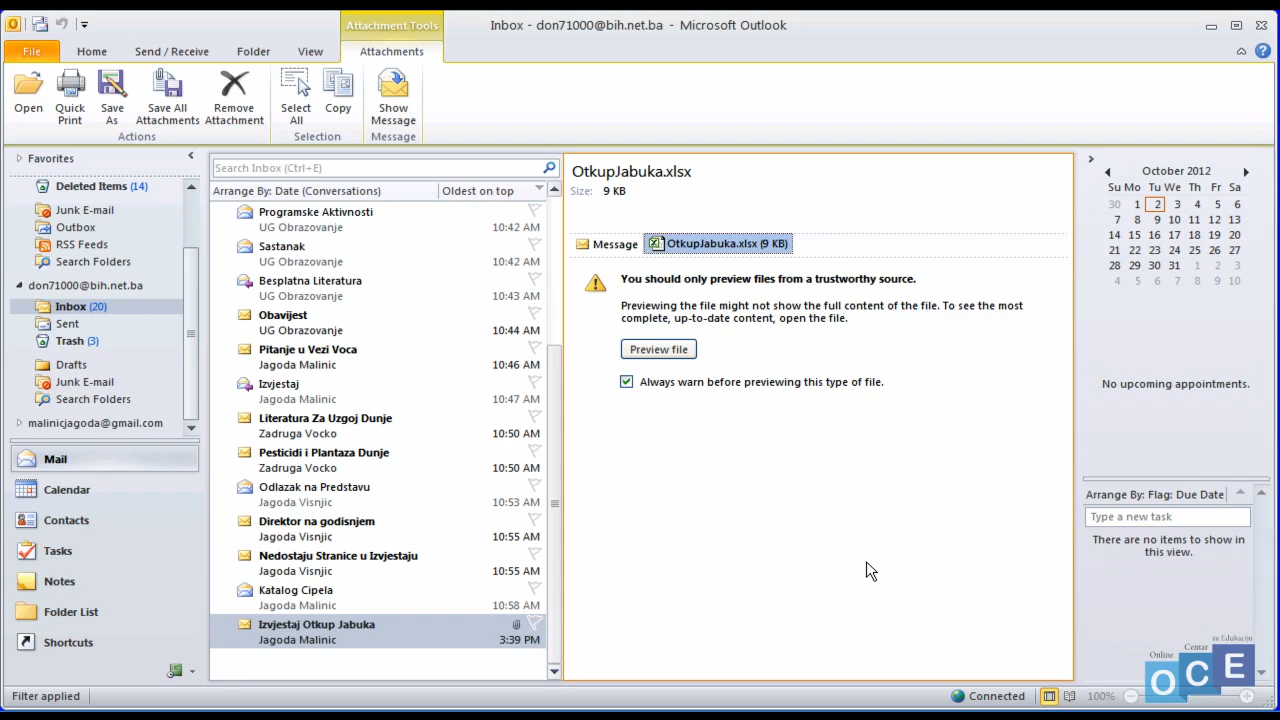 Attachment Tools
Inbox - don71000@bih.net.ba - Microsoft Outlook
File
Home
Send / Receive
Folder
View
Attachments
Open
Quick Print
Save As
Save All Attachments
Remove Attachment
Select All
Copy
Show Message
Actions
Selection
Message
Favorites
Deleted Items (14)
Junk E-mail
Outbox
RSS Feeds
Search Folders
don71000@bih.net.ba
Inbox (20)
Sent
Trash (3)
Drafts
Junk E-mail
Search Folders
malinicjagoda@gmail.com
Mail
Calendar
Contacts
Tasks
Notes
Folder List
Shortcuts
Search Inbox (Ctrl+E)
Arrange By: Date (Conversations) Oldest on top
Programske Aktivnosti
UG Obrazovanje 10:42 AM
Sastanak
UG Obrazovanje 10:42 AM
Besplatna Literatura
UG Obrazovanje 10:43 AM
Obavijest
UG Obrazovanje 10:44 AM
Pitanje u Vezi Voca
Jagoda Malinic 10:46 AM
Izvjestaj
Jagoda Malinic 10:47 AM
Literatura Za Uzgoj Dunje
Zadruga Vocko 10:50 AM
Pesticidi i Plantaza Dunje
Zadruga Vocko 10:50 AM
Odlazak na Predstavu
Jagoda Visnjic 10:53 AM
Direktor na godisnjem
Jagoda Visnjic 10:55 AM
Nedostaju Stranice u Izvjestaju
Jagoda Visnjic 10:55 AM
Katalog Cipela
Jagoda Malinic 10:58 AM
Izvjestaj Otkup Jabuka
Jagoda Malinic 3:39 PM
OtkupJabuka.xlsx
Size: 9 KB
Message OtkupJabuka.xlsx (9 KB)
You should only preview files from a trustworthy source.
Previewing the file might not show the full content of the file. To see the most
complete, up-to-date content, open the file.
Preview file
Always warn before previewing this type of file.
October 2012
Su Mo Tu We Th Fr Sa
30 1 2 3 4 5 6
7 8 9 10 11 12 13
14 15 16 17 18 19 20
21 22 23 24 25 26 27
28 29 30 31 1 2 3
4 5 6 7 8 9 10
No upcoming appointments.
Arrange By: Flag: Due Date
Type a new task
There are no items to show in
this view.
Online Centar za Edukaciju
OCE
Filter applied
Connected
100%